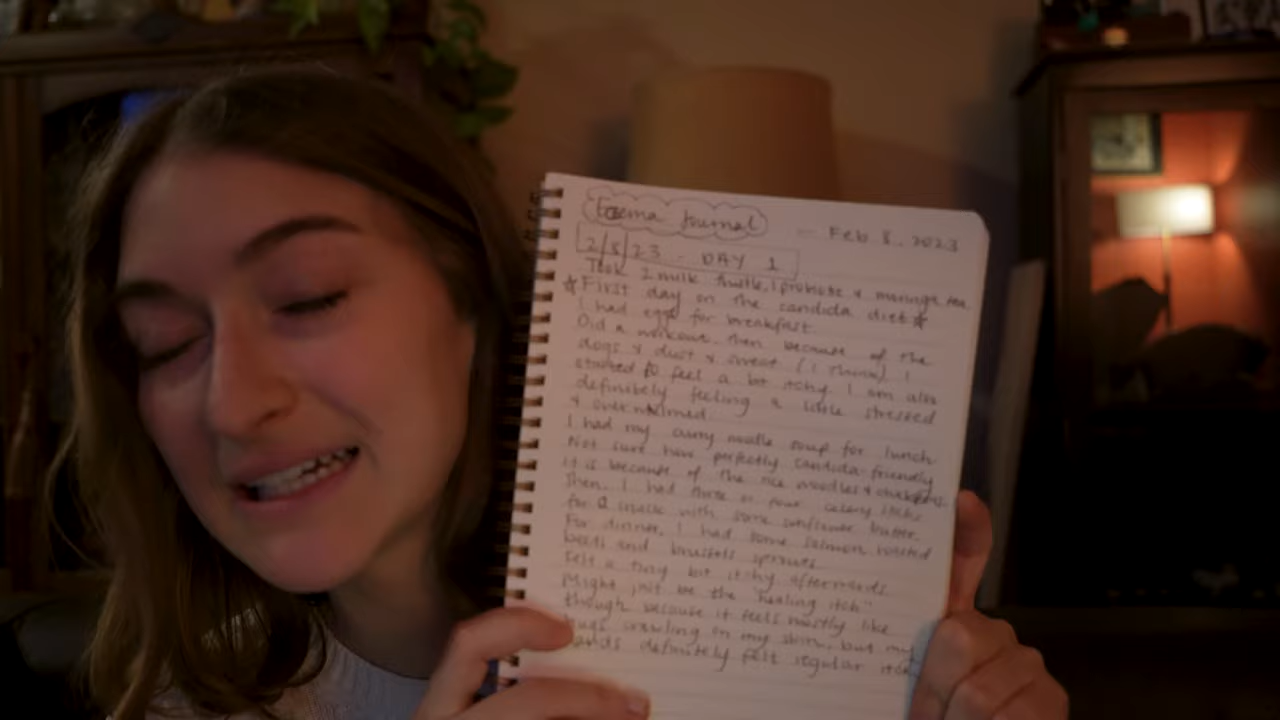 Eczema Journal - Feb 8, 2023
2/8/23 - DAY 1
Took 2 milk thistle, 1 probiotic & moringa tea
☆First day on the candida diet☆
I had eggs for breakfast.
Did a workout, then because of the
dogs & dust & sweat (I think) I
started to feel a bit itchy. I am also
definitely feeling a little stressed
& overwhelmed.
I had my curry noodle soup for lunch.
Not sure how perfectly candida-friendly
it is because of the rice noodles & chickpeas.
Then, I had three or four celery sticks
for a snack with some sunflower butter.
For dinner, I had some salmon, roasted
beets and brussels sprouts.
Felt a tiny bit itchy afterwards.
Might just be the "healing itch"
though because it feels mostly like
bugs crawling on my skin, but my
hands definitely felt regular itchy